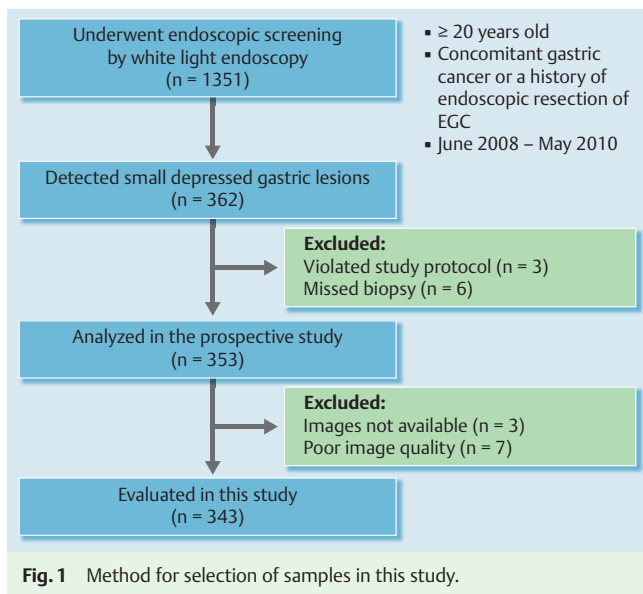 Underwent endoscopic screening
by white light endoscopy
(n = 1351)
▪ ≥ 20 years old
▪ Concomitant gastric
cancer or a history of
endoscopic resection of
EGC
▪ June 2008 – May 2010
Detected small depressed gastric lesions
(n = 362)
Excluded:
Violated study protocol (n = 3)
Missed biopsy (n = 6)
Analyzed in the prospective study
(n = 353)
Excluded:
Images not available (n = 3)
Poor image quality (n = 7)
Evaluated in this study
(n = 343)
Fig. 1 Method for selection of samples in this study.